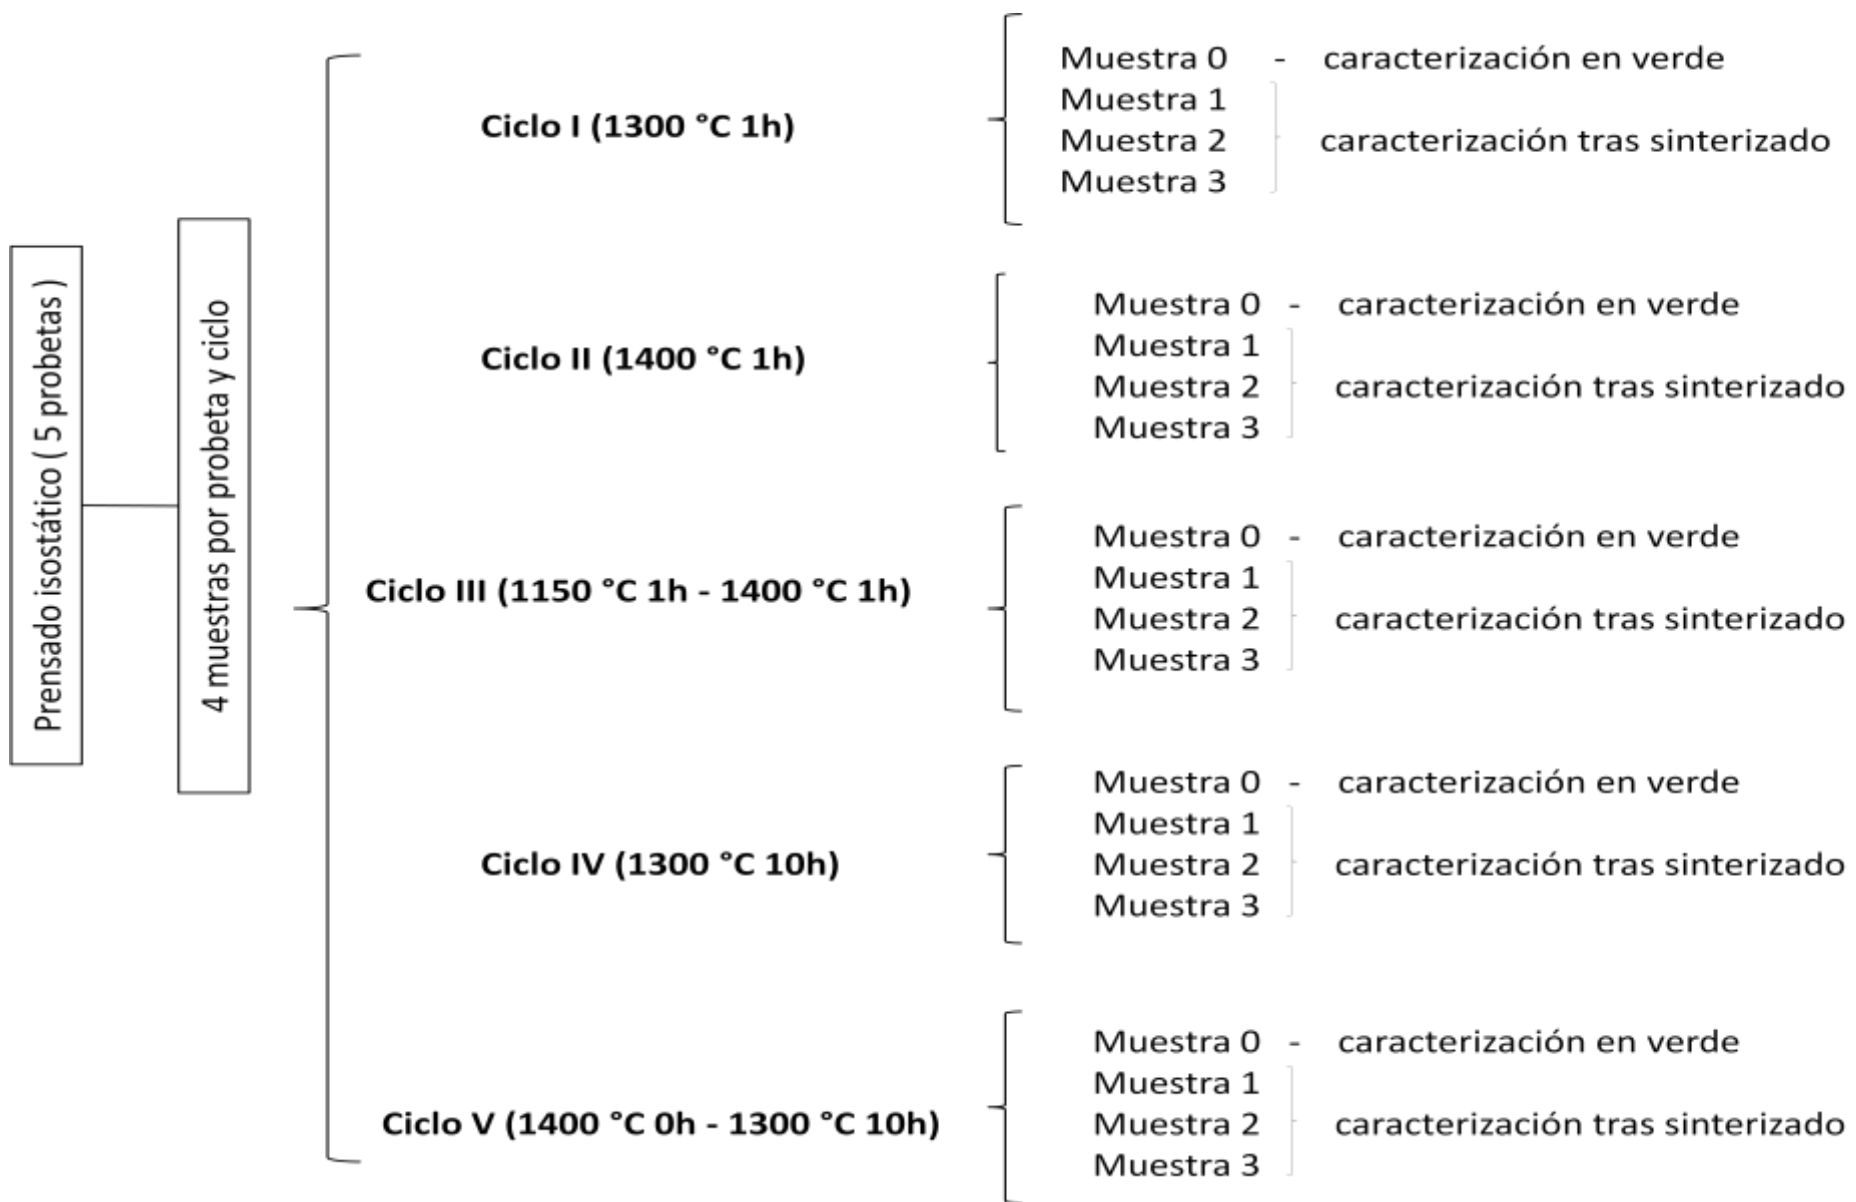 Prensado isostático ( 5 probetas )
4 muestras por probeta y ciclo
Ciclo I (1300 °C 1h)
Muestra 0 - caracterización en verde
Muestra 1
Muestra 2 caracterización tras sinterizado
Muestra 3
Ciclo II (1400 °C 1h)
Muestra 0 - caracterización en verde
Muestra 1
Muestra 2 caracterización tras sinterizado
Muestra 3
Ciclo III (1150 °C 1h - 1400 °C 1h)
Muestra 0 - caracterización en verde
Muestra 1
Muestra 2 caracterización tras sinterizado
Muestra 3
Ciclo IV (1300 °C 10h)
Muestra 0 - caracterización en verde
Muestra 1
Muestra 2 caracterización tras sinterizado
Muestra 3
Ciclo V (1400 °C 0h - 1300 °C 10h)
Muestra 0 - caracterización en verde
Muestra 1
Muestra 2 caracterización tras sinterizado
Muestra 3